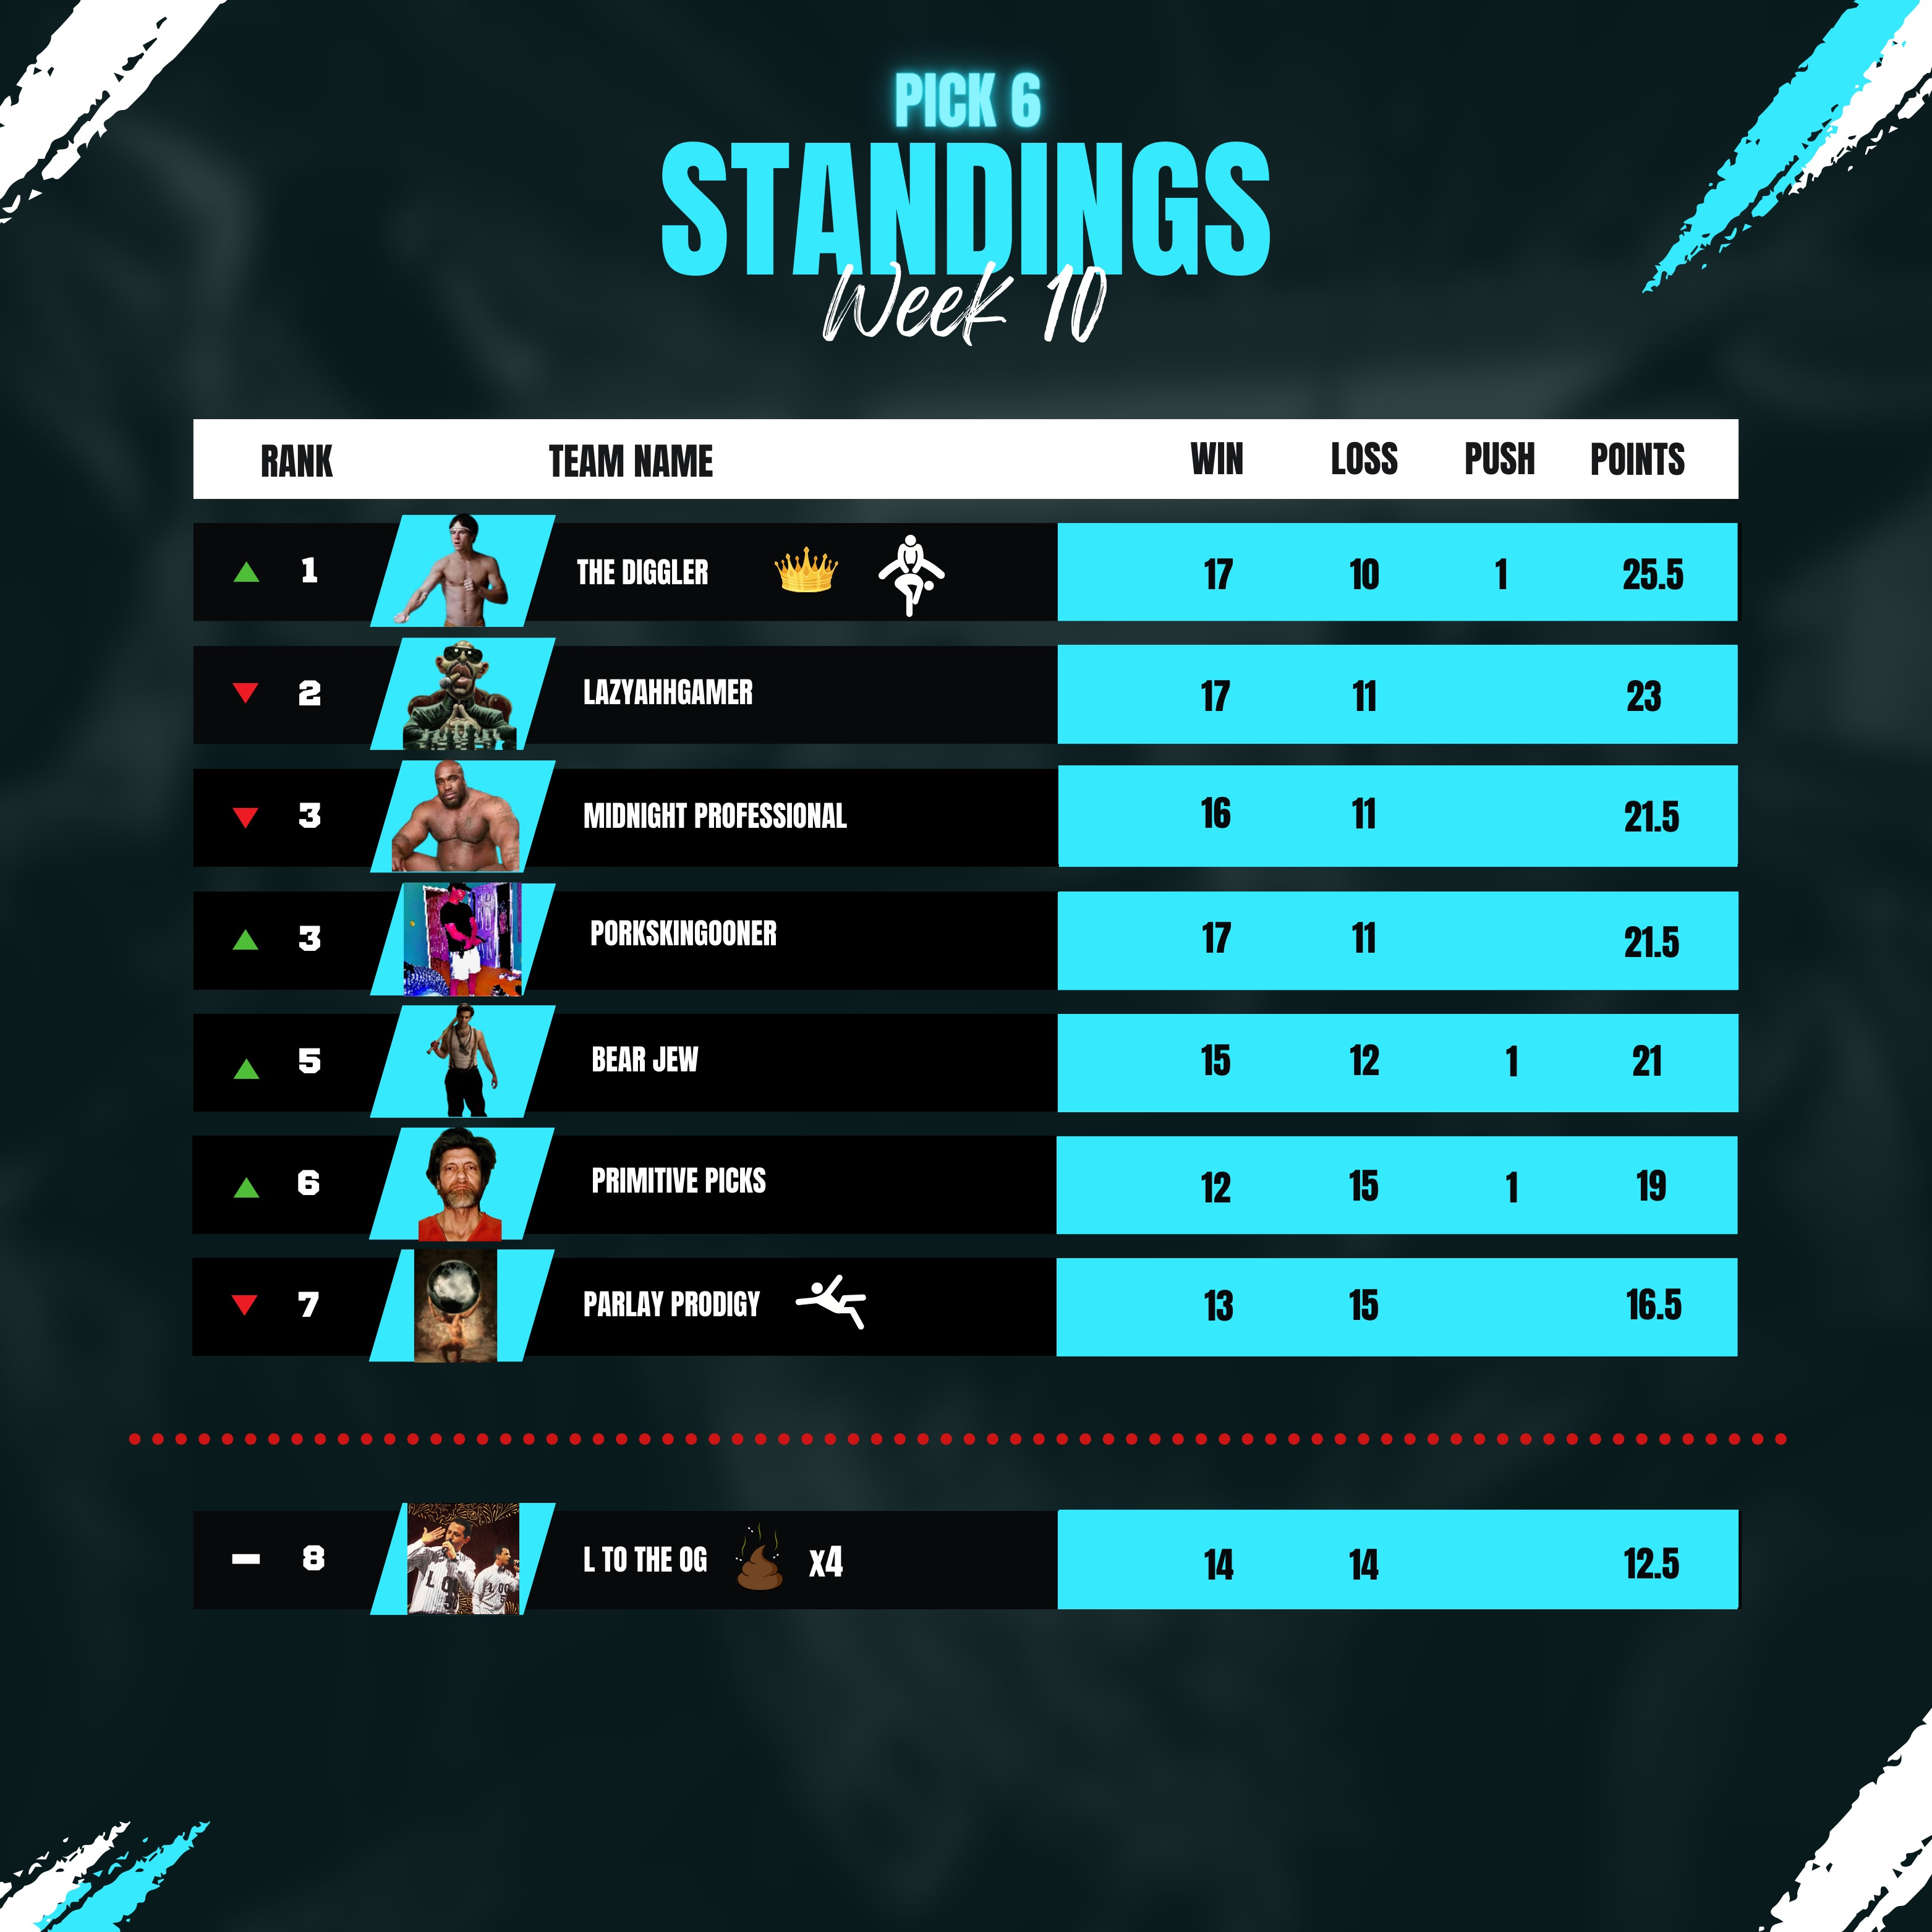 PICK 6
STANDINGS
Week 10
RANK TEAM NAME WIN LOSS PUSH POINTS
1 THE DIGGLER 17 10 1 25.5
2 LAZYAHHGAMER 17 11 23
3 MIDNIGHT PROFESSIONAL 16 11 21.5
3 PORKSKINGOONER 17 11 21.5
5 BEAR JEW 15 12 1 21
6 PRIMITIVE PICKS 12 15 1 19
7 PARLAY PRODIGY 13 15 16.5
8 L TO THE OG x4 14 14 12.5